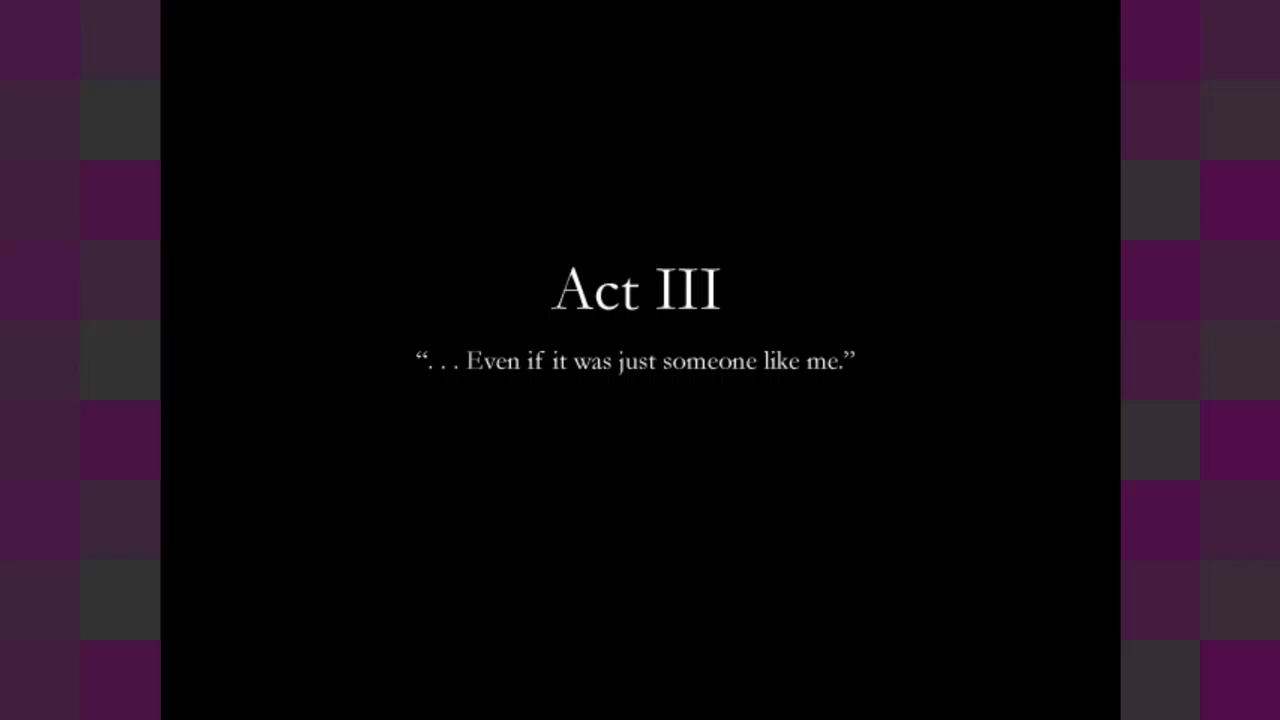 Act III
“. . . Even if it was just someone like me.”